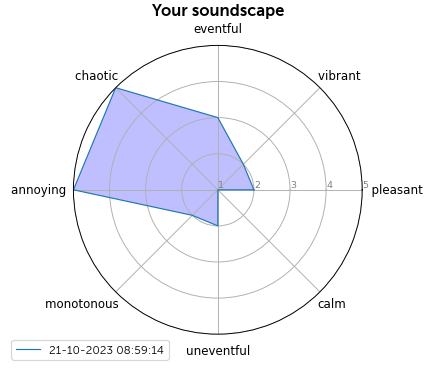 Your soundscape
eventful
chaotic
vibrant
annoying
1 2 3 4 5
pleasant
monotonous
calm
uneventful
21-10-2023 08:59:14